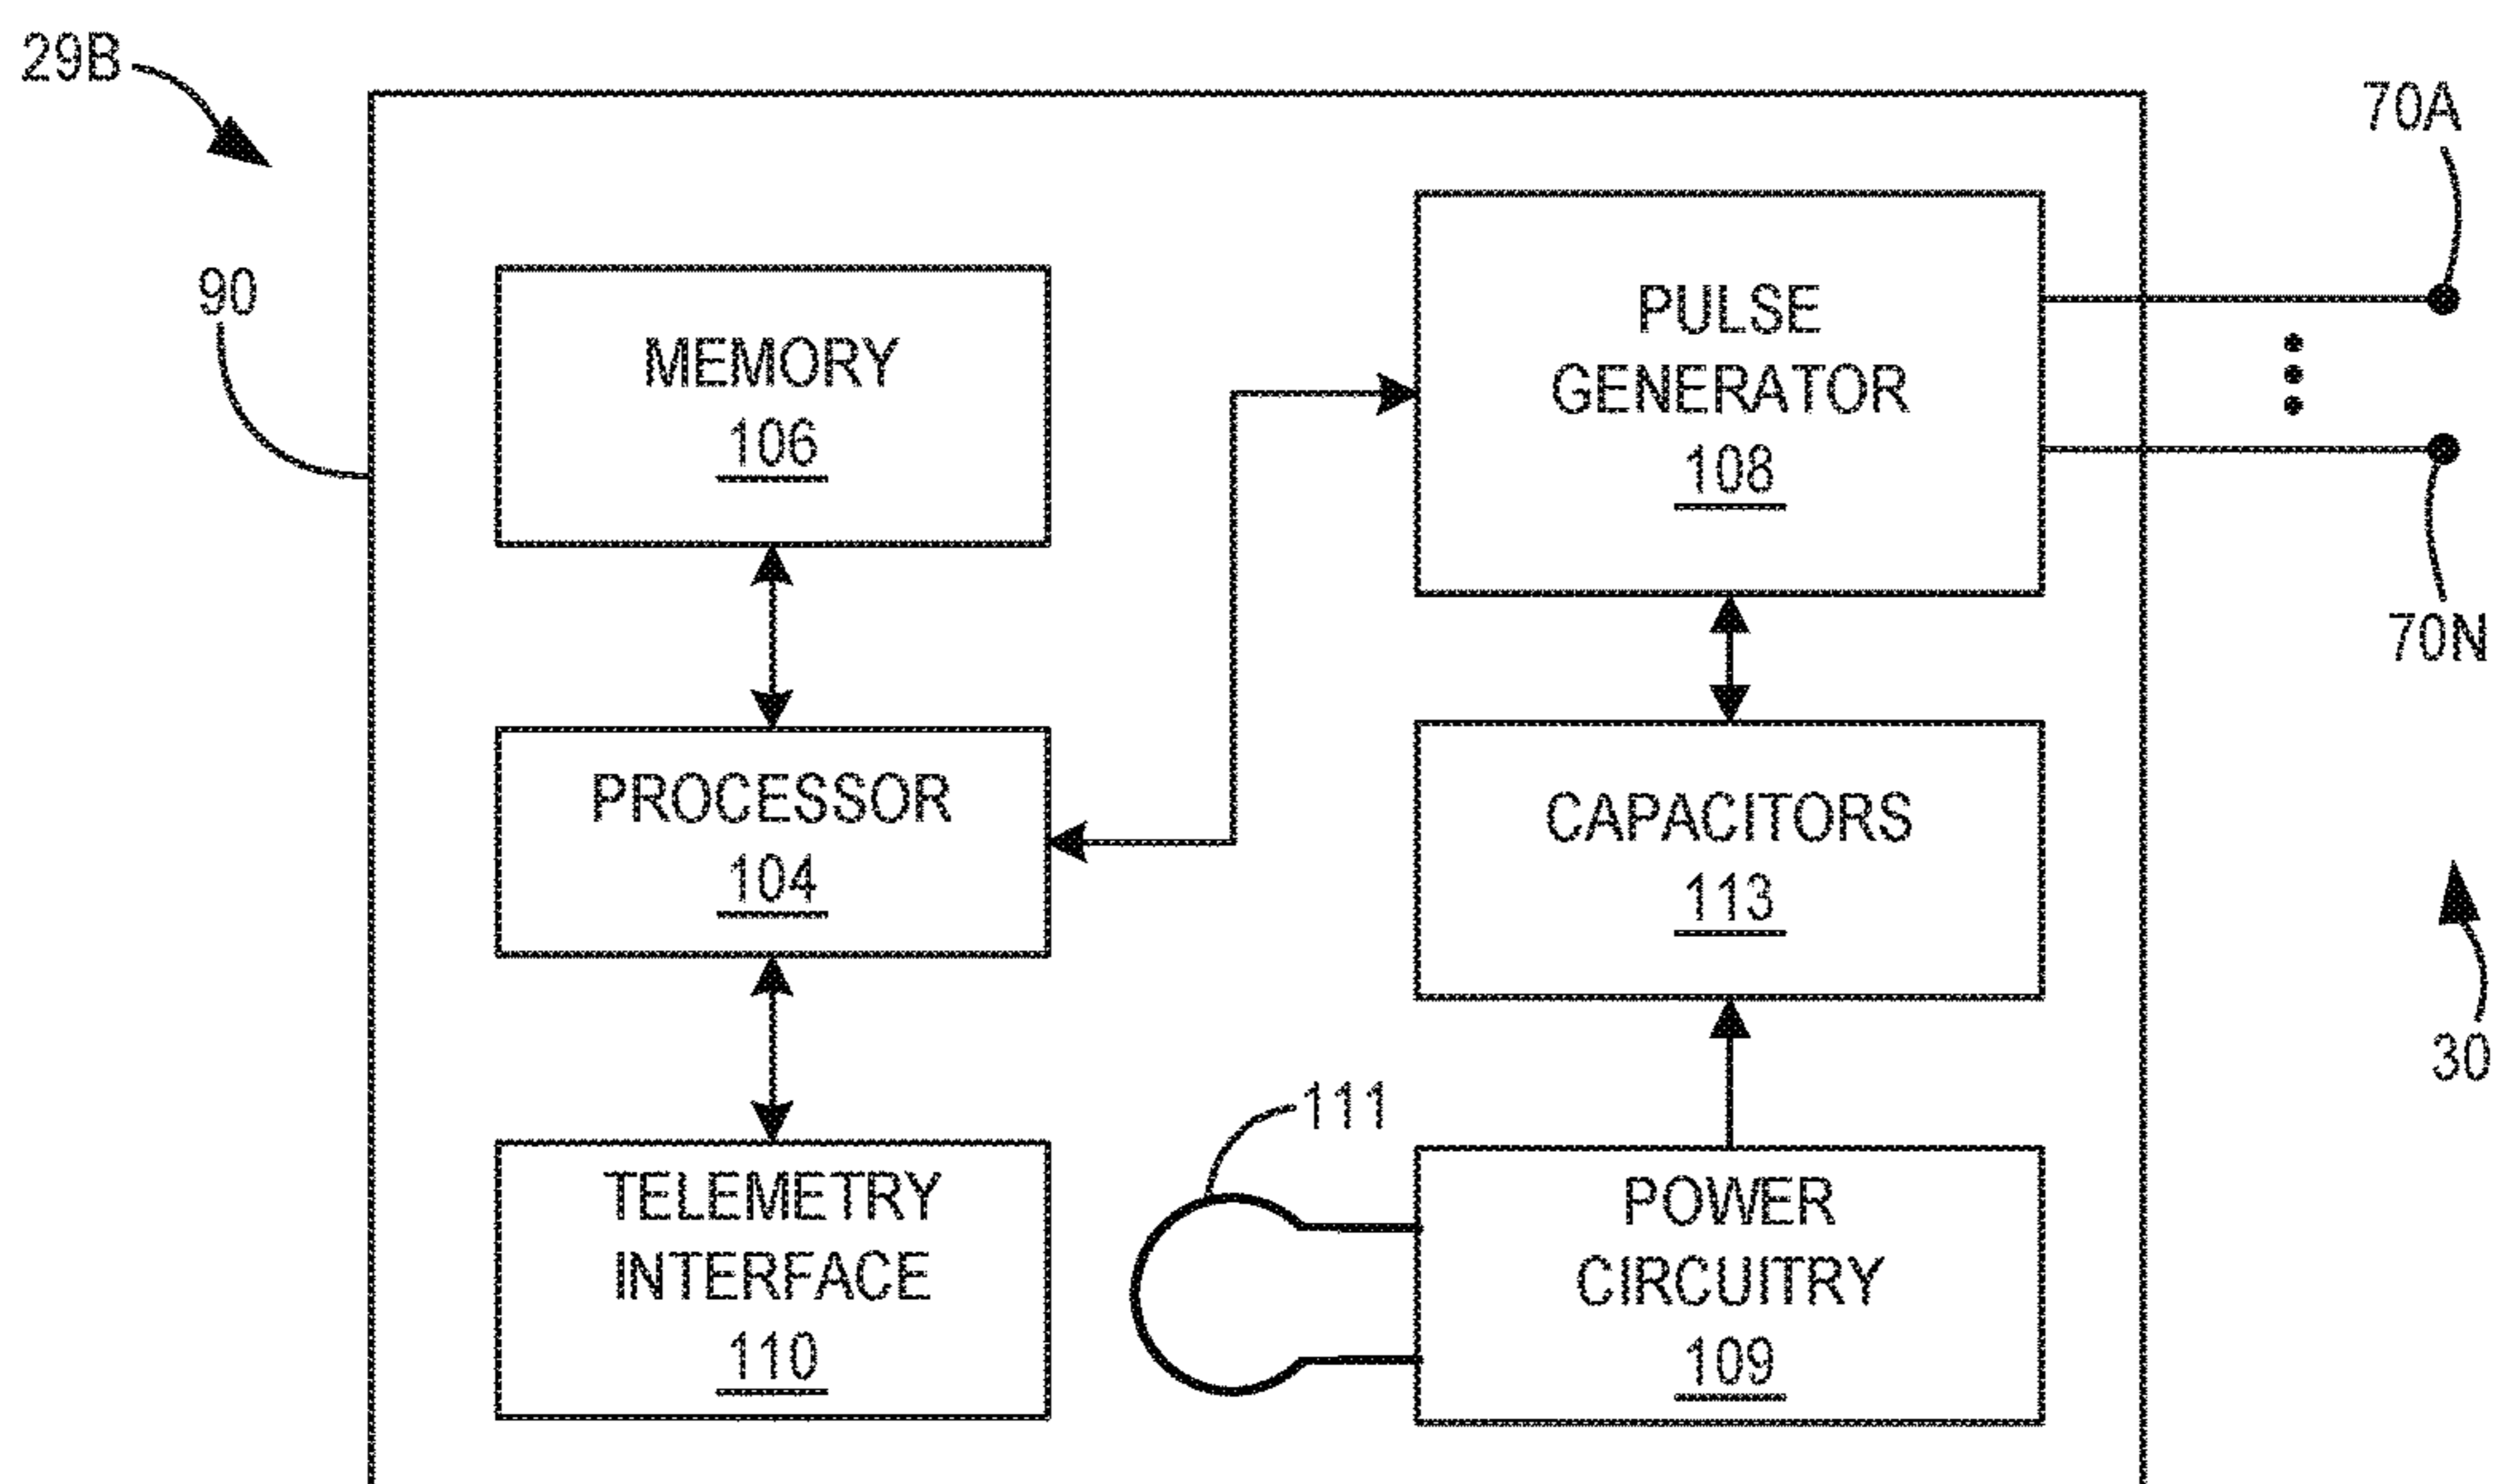 29B
90
MEMORY
106
PROCESSOR
104
TELEMETRY
INTERFACE
110
PULSE
GENERATOR
108
CAPACITORS
113
111
POWER
CIRCUITRY
109
70A
70N
30